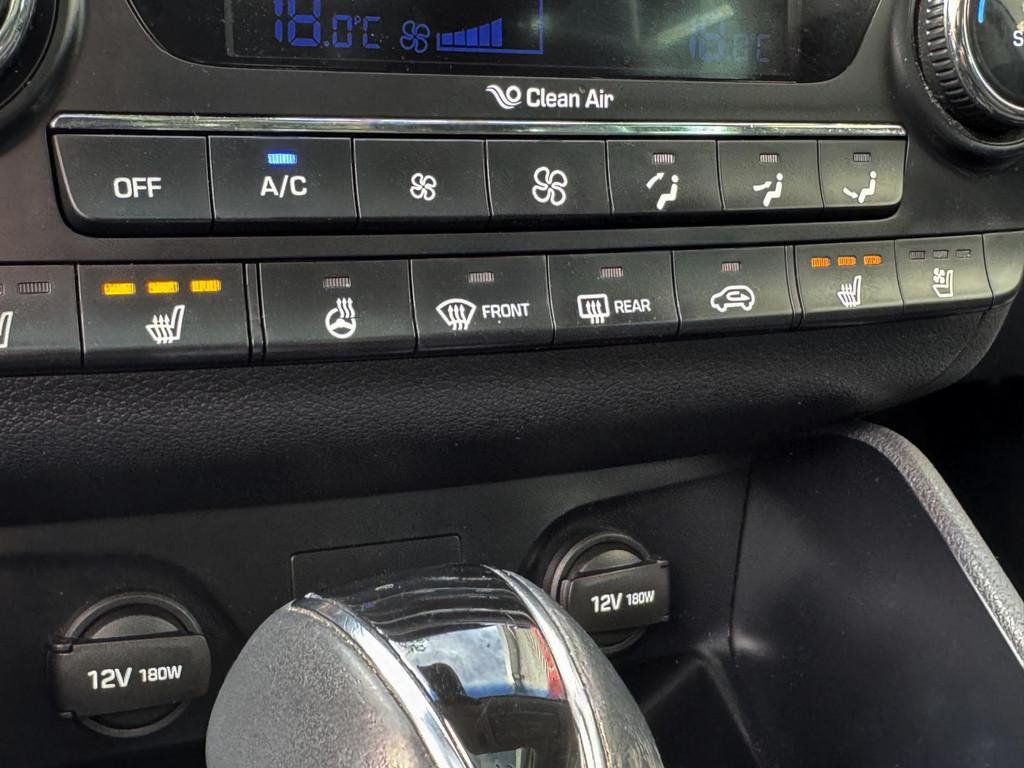 18.0°C
Clean Air
OFF
A/C
FRONT
REAR
12V 180W
12V 180W